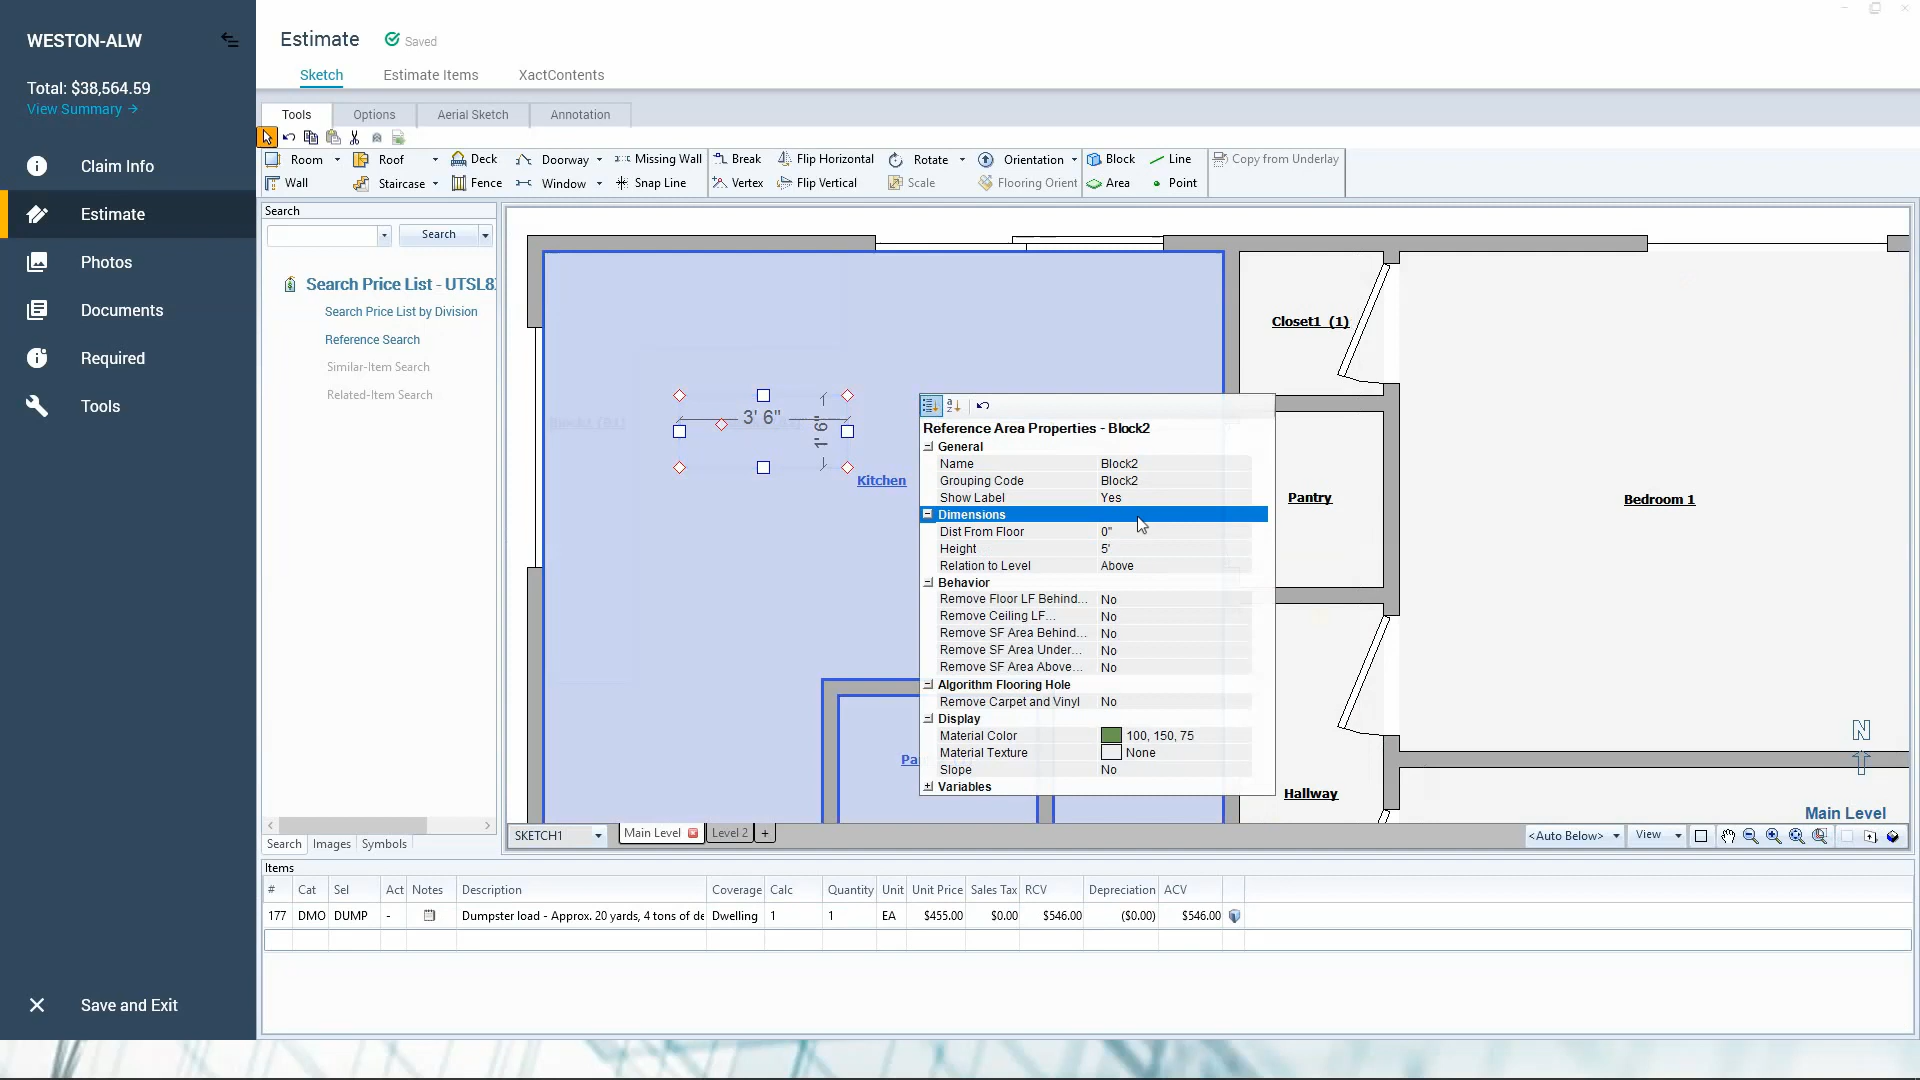 WESTON-ALW
Total: $38,564.59
View Summary →
Claim Info
Estimate
Photos
Documents
Required
Tools
Save and Exit
Estimate
Saved
Sketch
Estimate Items
XactContents
Tools
Options
Aerial Sketch
Annotation
Room
Roof
Deck
Doorway
Missing Wall
Break
Flip Horizontal
Rotate
Orientation
Block
Line
Copy from Underlay
Wall
Staircase
Fence
Window
Snap Line
Vertex
Flip Vertical
Scale
Flooring Orient
Area
Point
Search
Search
Search Price List - UTSL8
Search Price List by Division
Reference Search
Similar-Item Search
Related-Item Search
Search
Images
Symbols
3' 6"
1' 6"
Kitchen
Closet1 (1)
Pantry
Bedroom 1
Hallway
Pa
N
Main Level
Reference Area Properties - Block2
General
Name Block2
Grouping Code Block2
Show Label Yes
Dimensions
Dist From Floor 0"
Height 5'
Relation to Level Above
Behavior
Remove Floor LF Behind... No
Remove Ceiling LF... No
Remove SF Area Behind... No
Remove SF Area Under... No
Remove SF Area Above... No
Algorithm Flooring Hole
Remove Carpet and Vinyl No
Display
Material Color 100, 150, 75
Material Texture None
Slope No
Variables
SKETCH1
Main Level
Level 2
+
<Auto Below>
View
Items
# Cat Sel Act Notes Description Coverage Calc Quantity Unit Unit Price Sales Tax RCV Depreciation ACV
177 DMO DUMP - Dumpster load - Approx. 20 yards, 4 tons of de Dwelling 1 1 EA $455.00 $0.00 $546.00 ($0.00) $546.00